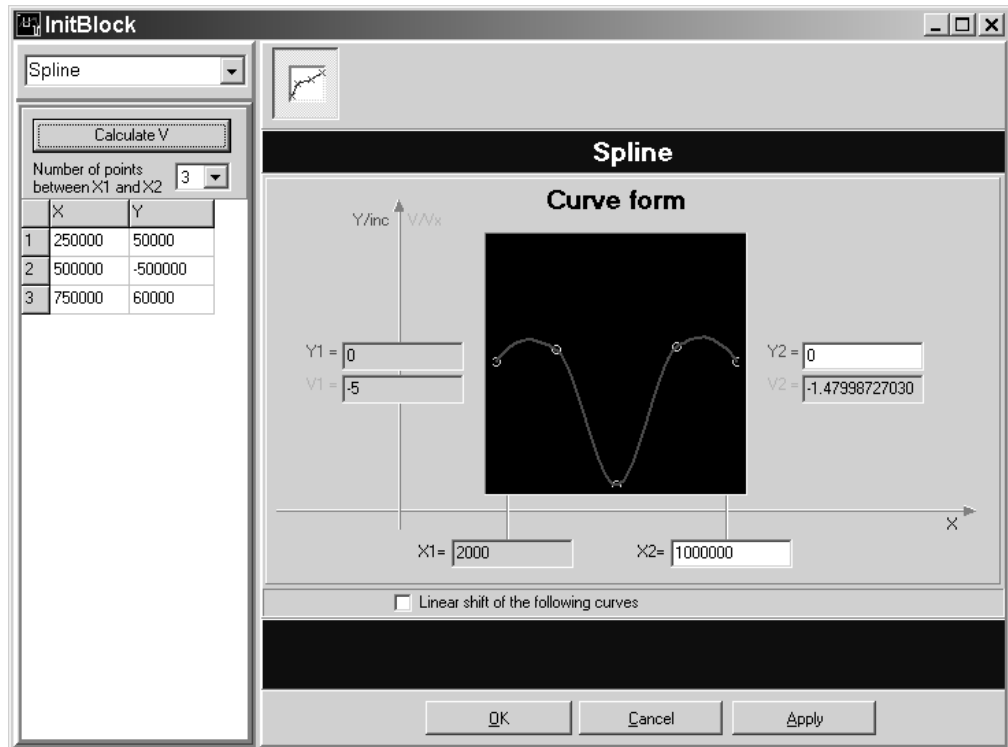 InitBlock
Spline
Calculate V
Number of points
between X1 and X2
3
X Y
1 250000 50000
2 500000 -500000
3 750000 60000
Spline
Curve form
Y/inc V/Vx
Y1 = 0
V1 = -5
Y2 = 0
V2 = -1.47998727030
X
X1= 2000
X2= 1000000
Linear shift of the following curves
OK
Cancel
Apply